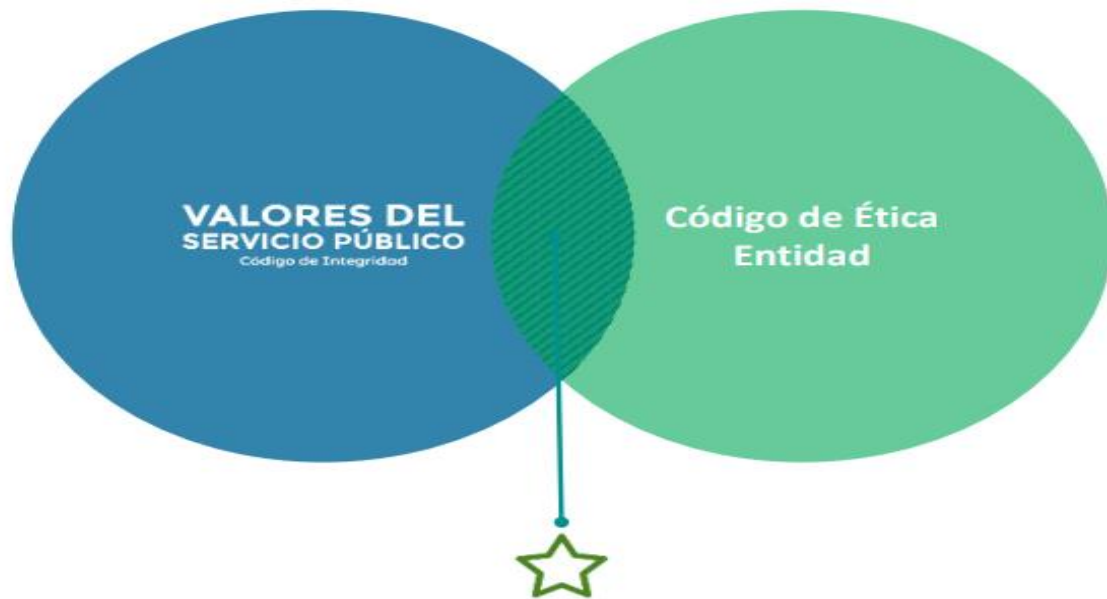 VALORES DEL
SERVICIO PÚBLICO
Código de Integridad
Código de Ética
Entidad